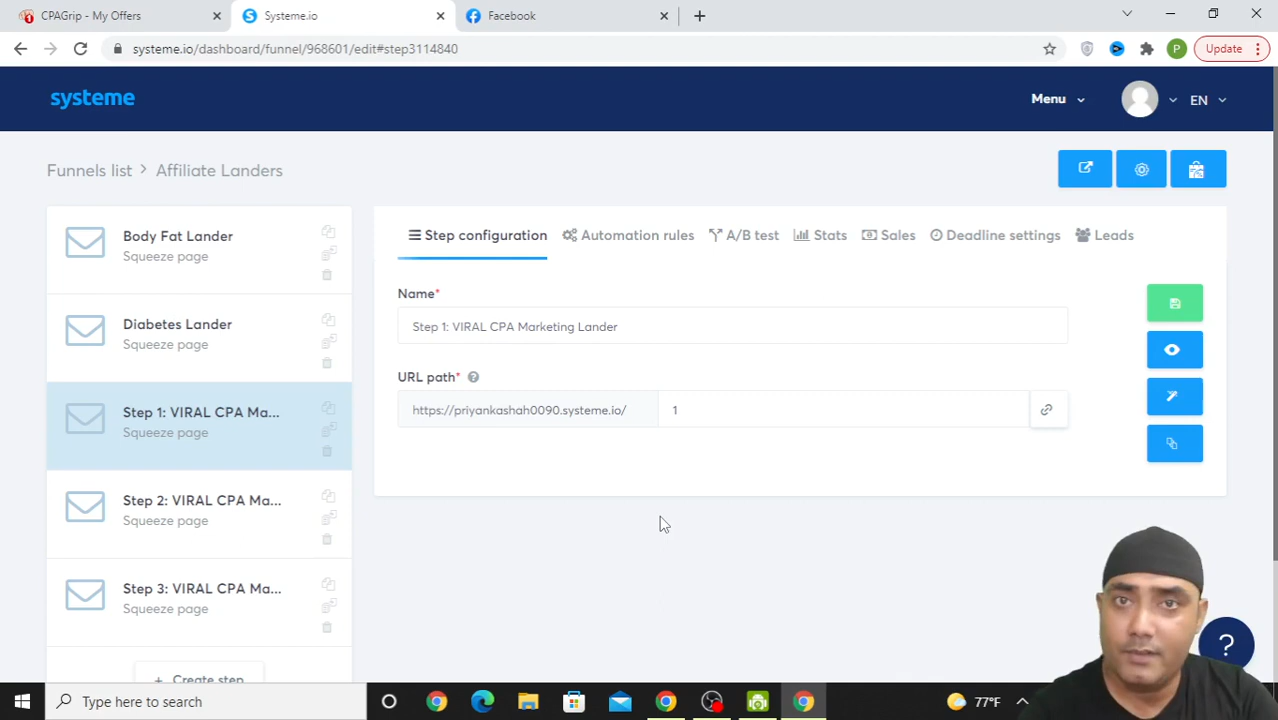 CPAGrip - My Offers
Systeme.io
Facebook
systeme.io/dashboard/funnel/968601/edit#step3114840
P
Update
systeme
Menu
EN
Funnels list > Affiliate Landers
Body Fat Lander
Squeeze page
Diabetes Lander
Squeeze page
Step 1: VIRAL CPA Ma...
Squeeze page
Step 2: VIRAL CPA Ma...
Squeeze page
Step 3: VIRAL CPA Ma...
Squeeze page
+ Create step
Step configuration
Automation rules
A/B test
Stats
Sales
Deadline settings
Leads
Name*
Step 1: VIRAL CPA Marketing Lander
URL path* ?
https://priyankashah0090.systeme.io/
1
?
Type here to search
77°F